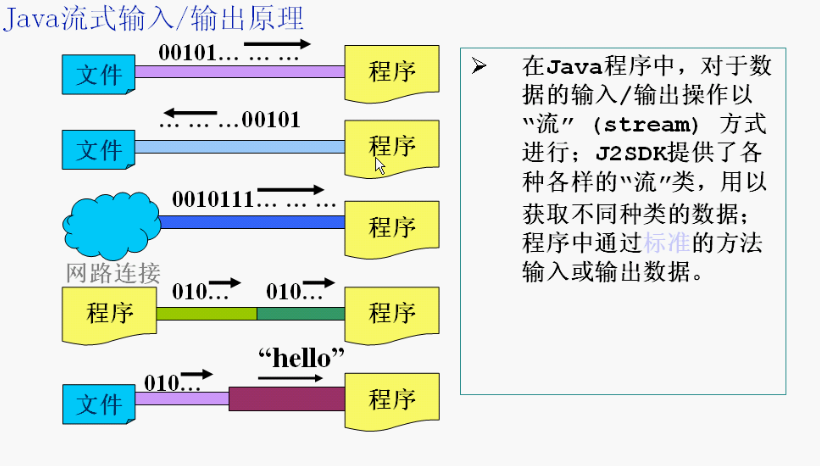 Java流式输入/输出原理
00101... ... ...
文件
程序
... ... ...00101
文件
程序
0010111... ... ...
程序
网路连接
010...
010...
程序
程序
“hello”
010...
文件
程序
在Java程序中，对于数
据的输入/输出操作以
“流” (stream) 方式
进行；J2SDK提供了各
种各样的“流”类，用以
获取不同种类的数据；
程序中通过标准的方法
输入或输出数据。